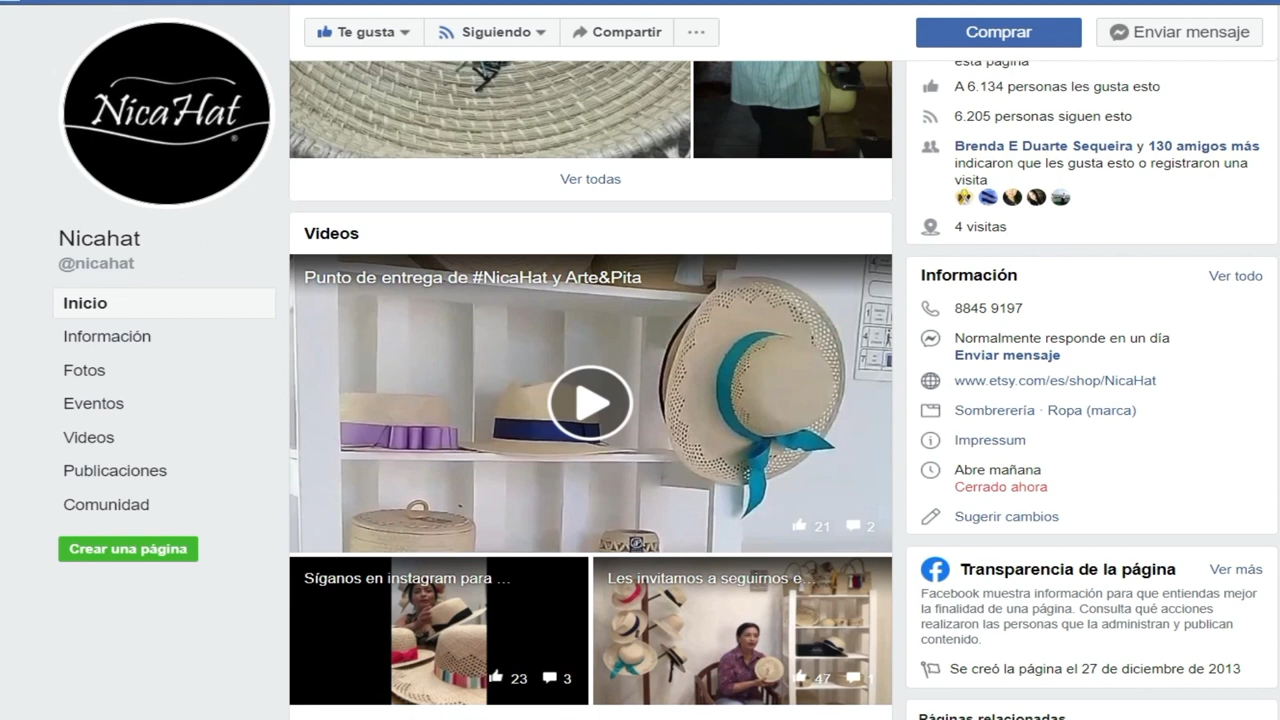 NicaHat
®
Nicahat
@nicahat
Inicio
Información
Fotos
Eventos
Videos
Publicaciones
Comunidad
Crear una página
Te gusta
Siguiendo
Compartir
...
Comprar
Enviar mensaje
Ver todas
Videos
Punto de entrega de #NicaHat y Arte&Pita
21
2
Síganos en instagram para ...
23
3
Les invitamos a seguirnos e...
47
1
esta página
A 6.134 personas les gusta esto
6.205 personas siguen esto
Brenda E Duarte Sequeira y 130 amigos más
indicaron que les gusta esto o registraron una
visita
4 visitas
Información
Ver todo
8845 9197
Normalmente responde en un día
Enviar mensaje
www.etsy.com/es/shop/NicaHat
Sombrerería · Ropa (marca)
Impressum
Abre mañana
Cerrado ahora
Sugerir cambios
Transparencia de la página
Ver más
Facebook muestra información para que entiendas mejor
la finalidad de una página. Consulta qué acciones
realizaron las personas que la administran y publican
contenido.
Se creó la página el 27 de diciembre de 2013
Páginas relacionadas